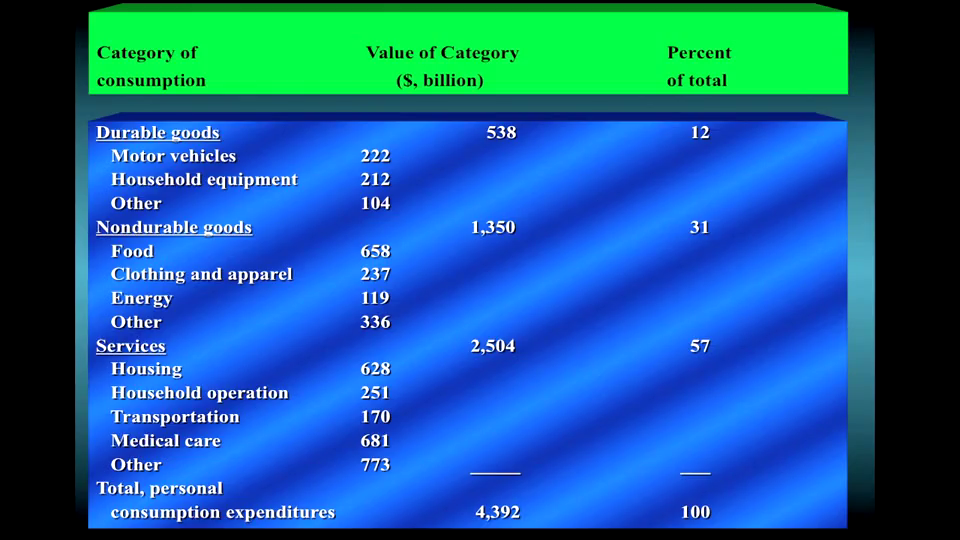 Category of Value of Category Percent
consumption ($, billion) of total
Durable goods 538 12
Motor vehicles 222
Household equipment 212
Other 104
Nondurable goods 1,350 31
Food 658
Clothing and apparel 237
Energy 119
Other 336
Services 2,504 57
Housing 628
Household operation 251
Transportation 170
Medical care 681
Other 773
Total, personal
consumption expenditures 4,392 100